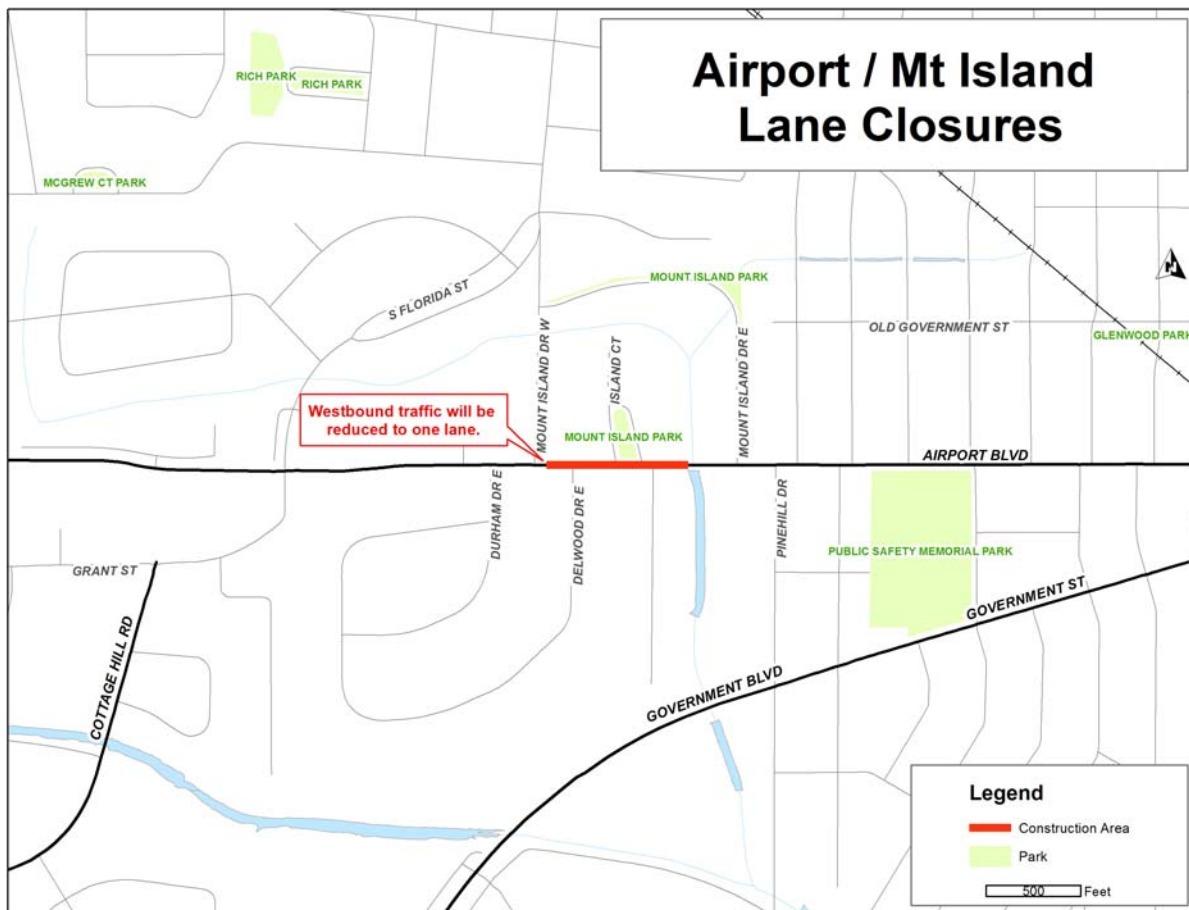 Airport / Mt Island
Lane Closures
RICH PARK
RICH PARK
MCGREW CT PARK
MOUNT ISLAND PARK
S FLORIDA ST
OLD GOVERNMENT ST
GLENWOOD PARK
MOUNT ISLAND DR W
ISLAND CT
MOUNT ISLAND DR E
Westbound traffic will be
reduced to one lane.
MOUNT ISLAND PARK
AIRPORT BLVD
DURHAM DR E
DELWOOD DR E
PINEHILL DR
PUBLIC SAFETY MEMORIAL PARK
GRANT ST
GOVERNMENT ST
COTTAGE HILL RD
GOVERNMENT BLVD
Legend
Construction Area
Park
500 Feet
N